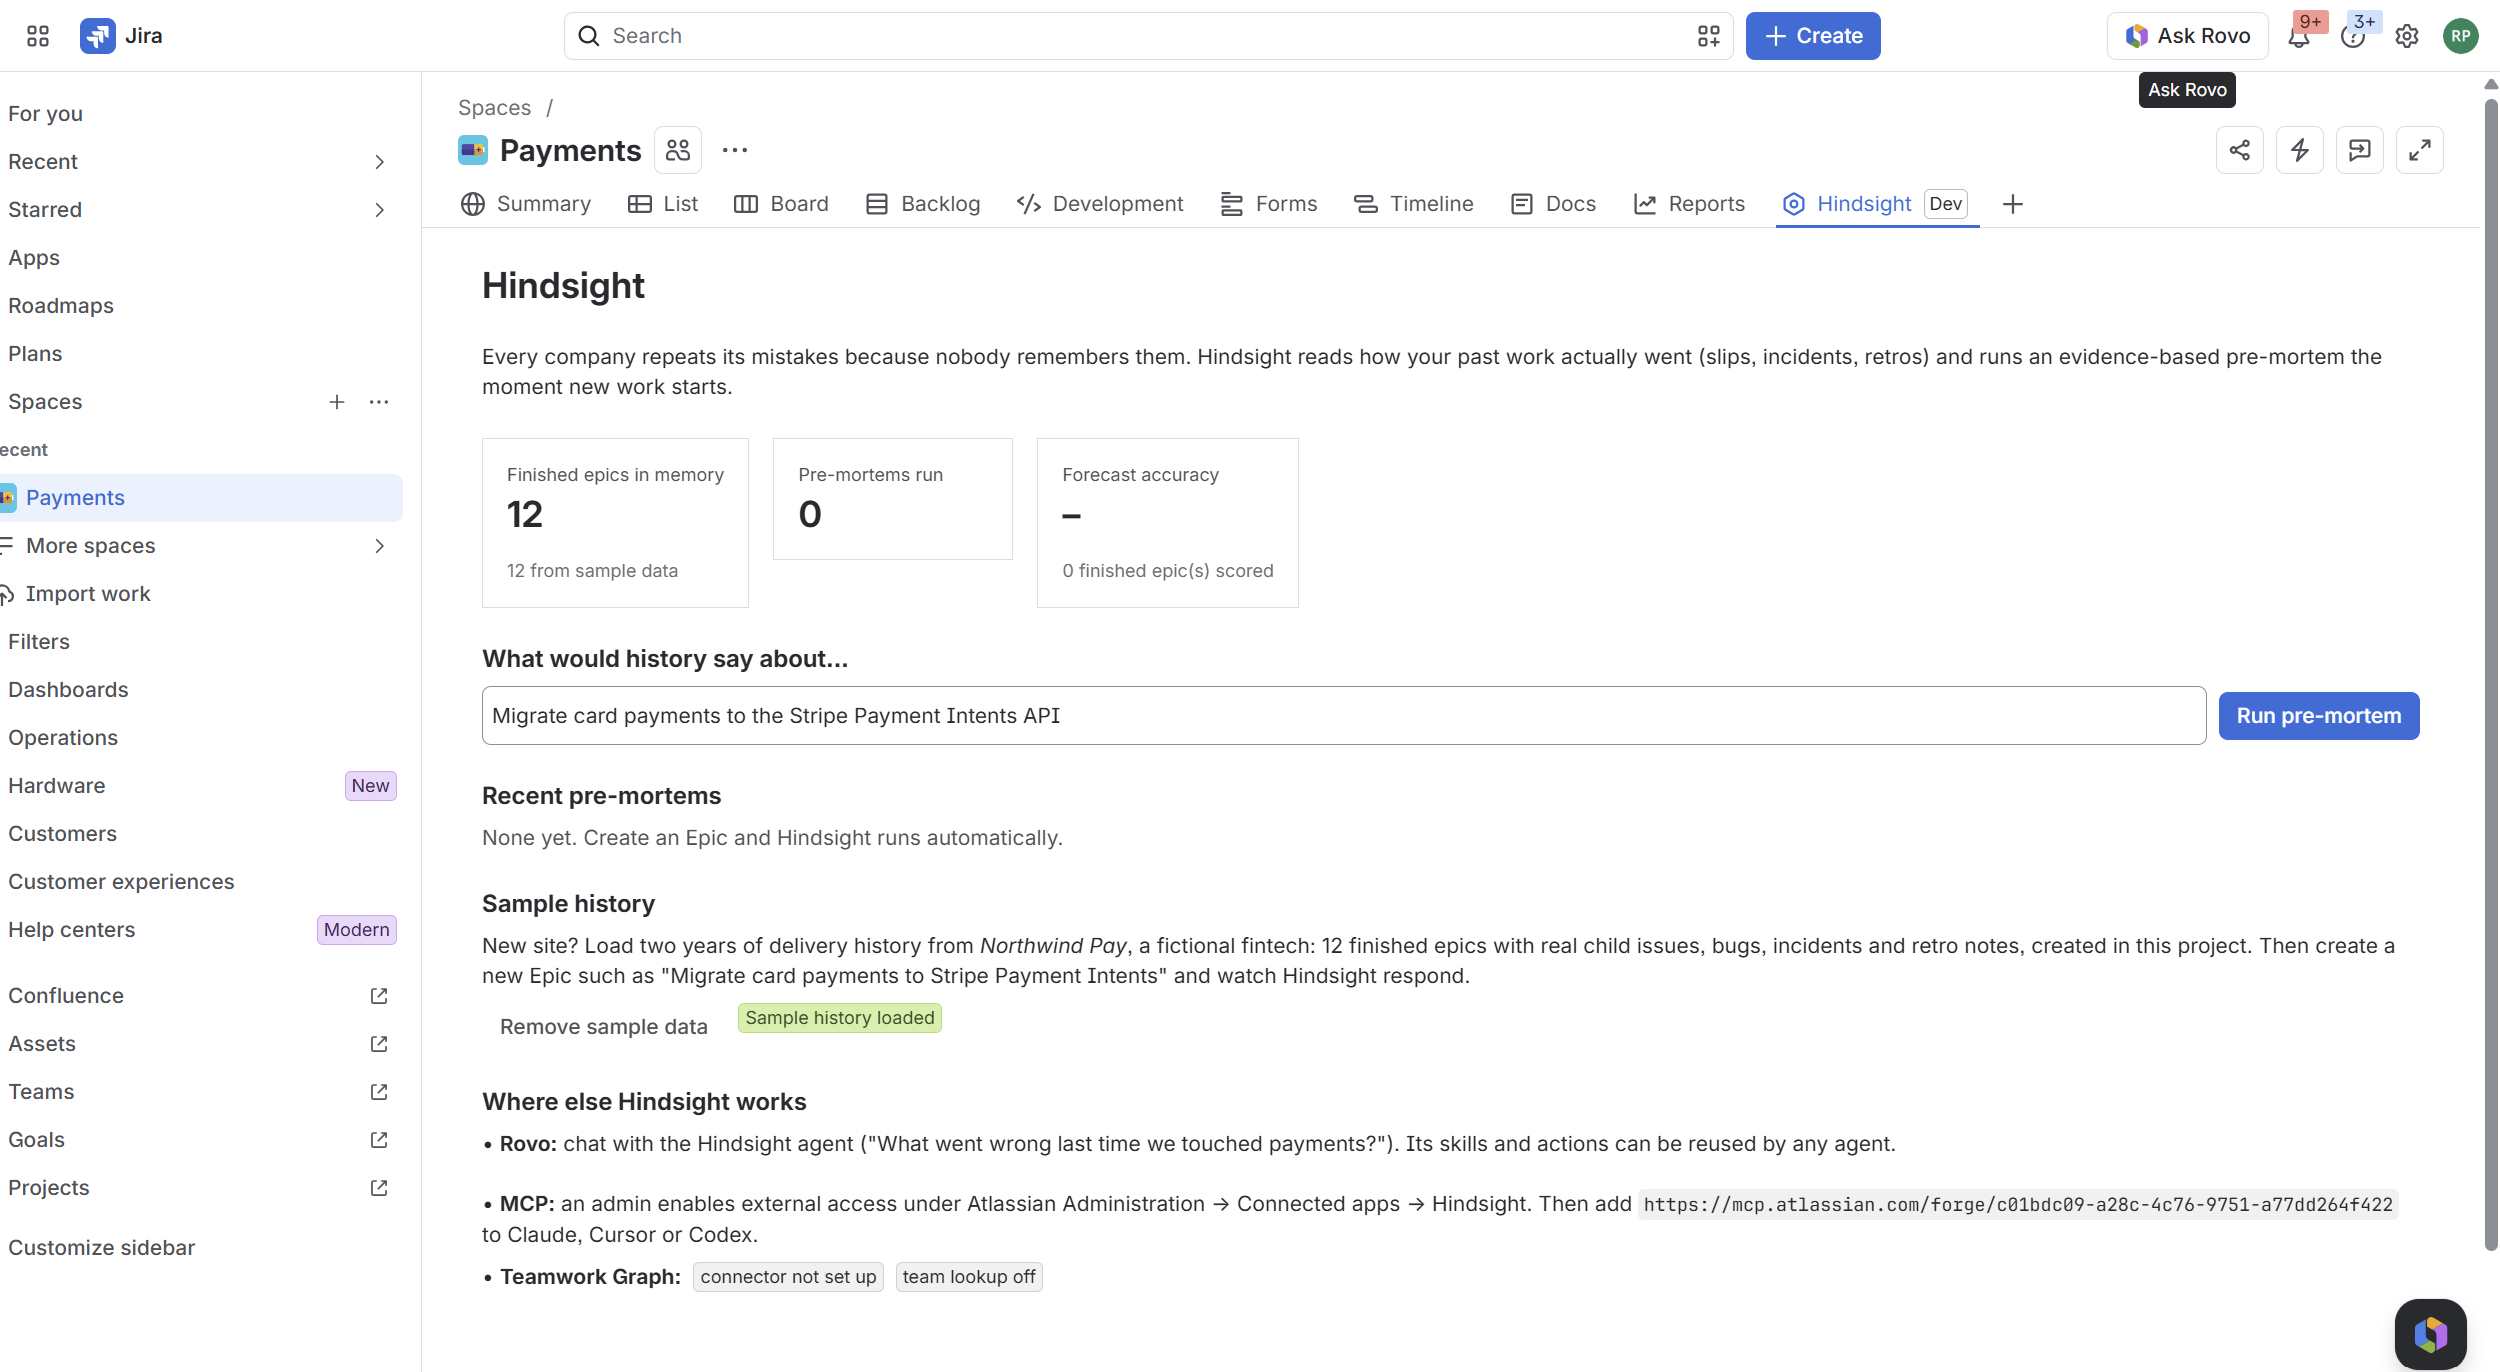 Jira
Search
Create
Ask Rovo
9+
3+
RP
Ask Rovo
For you
Recent
Starred
Apps
Roadmaps
Plans
Spaces
ecent
Payments
More spaces
Import work
Filters
Dashboards
Operations
Hardware New
Customers
Customer experiences
Help centers Modern
Confluence
Assets
Teams
Goals
Projects
Customize sidebar
Spaces /
Payments
Summary List Board Backlog Development Forms Timeline Docs Reports Hindsight Dev
Hindsight
Every company repeats its mistakes because nobody remembers them. Hindsight reads how your past work actually went (slips, incidents, retros) and runs an evidence-based pre-mortem the
moment new work starts.
Finished epics in memory
12
12 from sample data
Pre-mortems run
0
Forecast accuracy
–
0 finished epic(s) scored
What would history say about...
Migrate card payments to the Stripe Payment Intents API
Run pre-mortem
Recent pre-mortems
None yet. Create an Epic and Hindsight runs automatically.
Sample history
New site? Load two years of delivery history from Northwind Pay, a fictional fintech: 12 finished epics with real child issues, bugs, incidents and retro notes, created in this project. Then create a
new Epic such as "Migrate card payments to Stripe Payment Intents" and watch Hindsight respond.
Remove sample data Sample history loaded
Where else Hindsight works
• Rovo: chat with the Hindsight agent ("What went wrong last time we touched payments?"). Its skills and actions can be reused by any agent.
• MCP: an admin enables external access under Atlassian Administration → Connected apps → Hindsight. Then add https://mcp.atlassian.com/forge/c01bdc09-a28c-4c76-9751-a77dd264f422
to Claude, Cursor or Codex.
• Teamwork Graph: connector not set up team lookup off